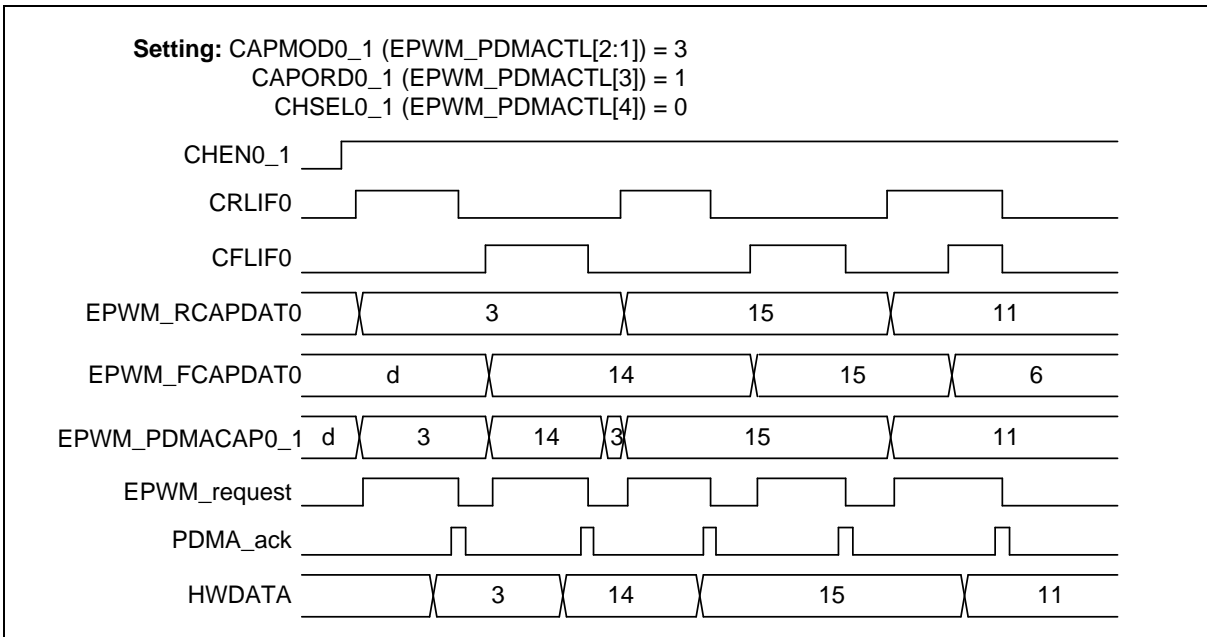 Setting: CAPMOD0_1 (EPWM_PDMACTL[2:1]) = 3
CAPORD0_1 (EPWM_PDMACTL[3]) = 1
CHSEL0_1 (EPWM_PDMACTL[4]) = 0
CHEN0_1
CRLIF0
CFLIF0
EPWM_RCAPDAT0 3 15 11
EPWM_FCAPDAT0 d 14 15 6
EPWM_PDMACAP0_1 d 3 14 3 15 11
EPWM_request
PDMA_ack
HWDATA 3 14 15 11